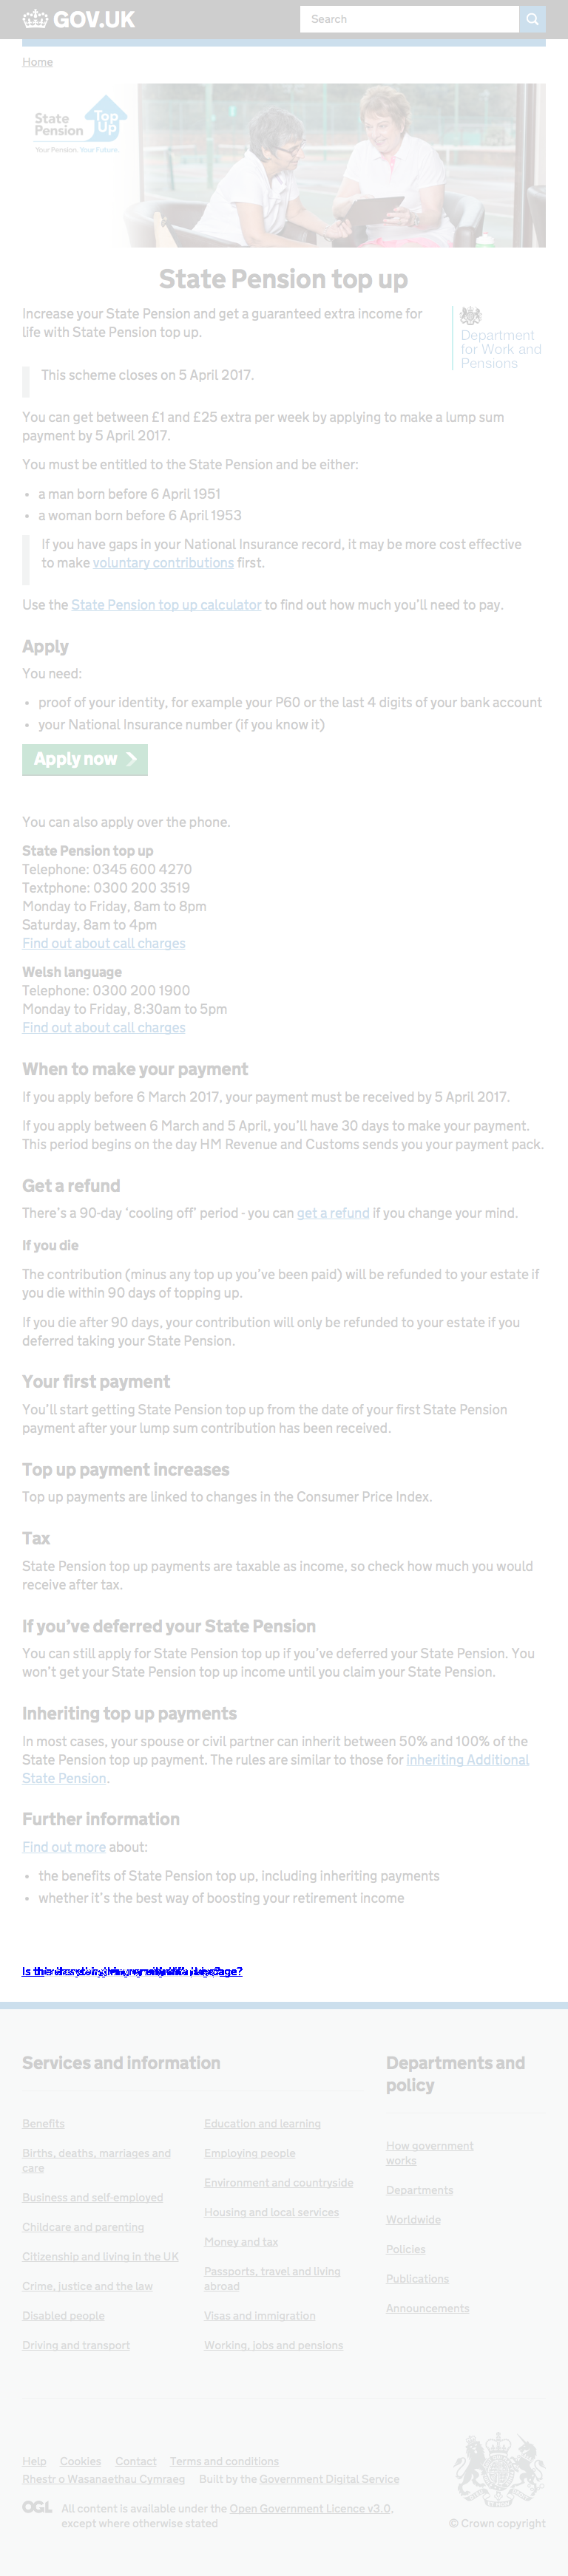 GOV.UK
Search
Home
State
Pension
Top
Up
Your Pension. Your Future.
State Pension top up
Increase your State Pension and get a guaranteed extra income for
life with State Pension top up.
Department
for Work and
Pensions
This scheme closes on 5 April 2017.
You can get between £1 and £25 extra per week by applying to make a lump sum
payment by 5 April 2017.
You must be entitled to the State Pension and be either:
• a man born before 6 April 1951
• a woman born before 6 April 1953
If you have gaps in your National Insurance record, it may be more cost effective
to make voluntary contributions first.
Use the State Pension top up calculator to find out how much you’ll need to pay.
Apply
You need:
• proof of your identity, for example your P60 or the last 4 digits of your bank account
• your National Insurance number (if you know it)
Apply now
You can also apply over the phone.
State Pension top up
Telephone: 0345 600 4270
Textphone: 0300 200 3519
Monday to Friday, 8am to 8pm
Saturday, 8am to 4pm
Find out about call charges
Welsh language
Telephone: 0300 200 1900
Monday to Friday, 8:30am to 5pm
Find out about call charges
When to make your payment
If you apply before 6 March 2017, your payment must be received by 5 April 2017.
If you apply between 6 March and 5 April, you’ll have 30 days to make your payment.
This period begins on the day HM Revenue and Customs sends you your payment pack.
Get a refund
There’s a 90-day ‘cooling off’ period - you can get a refund if you change your mind.
If you die
The contribution (minus any top up you’ve been paid) will be refunded to your estate if
you die within 90 days of topping up.
If you die after 90 days, your contribution will only be refunded to your estate if you
deferred taking your State Pension.
Your first payment
You’ll start getting State Pension top up from the date of your first State Pension
payment after your lump sum contribution has been received.
Top up payment increases
Top up payments are linked to changes in the Consumer Price Index.
Tax
State Pension top up payments are taxable as income, so check how much you would
receive after tax.
If you’ve deferred your State Pension
You can still apply for State Pension top up if you’ve deferred your State Pension. You
won’t get your State Pension top up income until you claim your State Pension.
Inheriting top up payments
In most cases, your spouse or civil partner can inherit between 50% and 100% of the
State Pension top up payment. The rules are similar to those for inheriting Additional
State Pension.
Further information
Find out more about:
• the benefits of State Pension top up, including inheriting payments
• whether it’s the best way of boosting your retirement income
Services and information
Benefits
Births, deaths, marriages and
care
Business and self-employed
Childcare and parenting
Citizenship and living in the UK
Crime, justice and the law
Disabled people
Driving and transport
Education and learning
Employing people
Environment and countryside
Housing and local services
Money and tax
Passports, travel and living
abroad
Visas and immigration
Working, jobs and pensions
Departments and
policy
How government
works
Departments
Worldwide
Policies
Publications
Announcements
Help Cookies Contact Terms and conditions
Rhestr o Wasanaethau Cymraeg Built by the Government Digital Service
OGL All content is available under the Open Government Licence v3.0,
except where otherwise stated
© Crown copyright